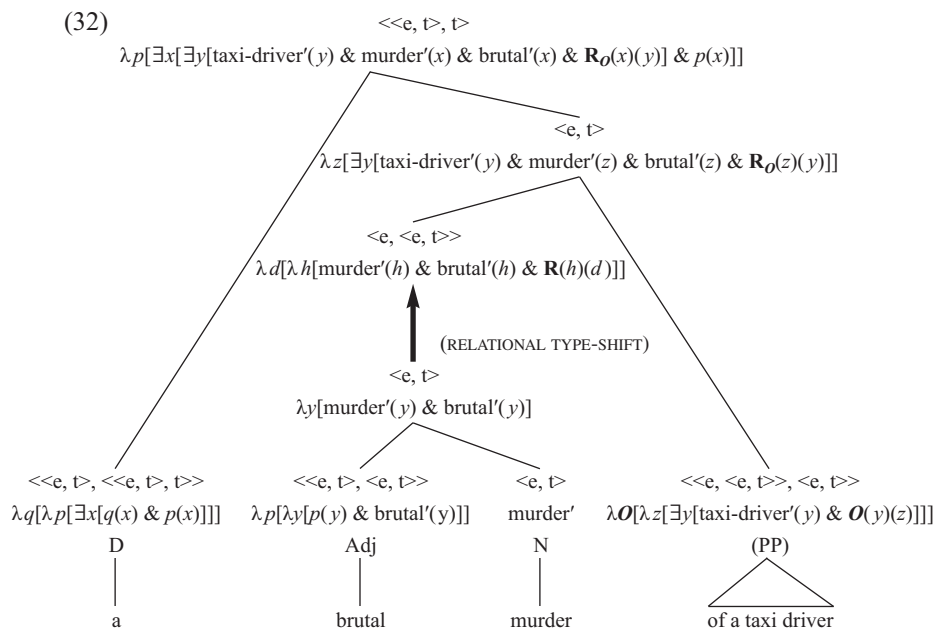 (32)
<<e, t>, t>
λp[∃x[∃y[taxi-driver′(y) & murder′(x) & brutal′(x) & R_O(x)(y)] & p(x)]]
<e, t>
λz[∃y[taxi-driver′(y) & murder′(z) & brutal′(z) & R_O(z)(y)]]
<e, <e, t>>
λd[λh[murder′(h) & brutal′(h) & R(h)(d)]]
(RELATIONAL TYPE-SHIFT)
<e, t>
λy[murder′(y) & brutal′(y)]
<<e, t>, <<e, t>, t>> <<e, t>, <e, t>> <e, t> <<e, <e, t>>, <e, t>>
λq[λp[∃x[q(x) & p(x)]]] λp[λy[p(y) & brutal′(y)]] murder′ λO[λz[∃y[taxi-driver′(y) & O(y)(z)]]]
D Adj N (PP)
a brutal murder of a taxi driver